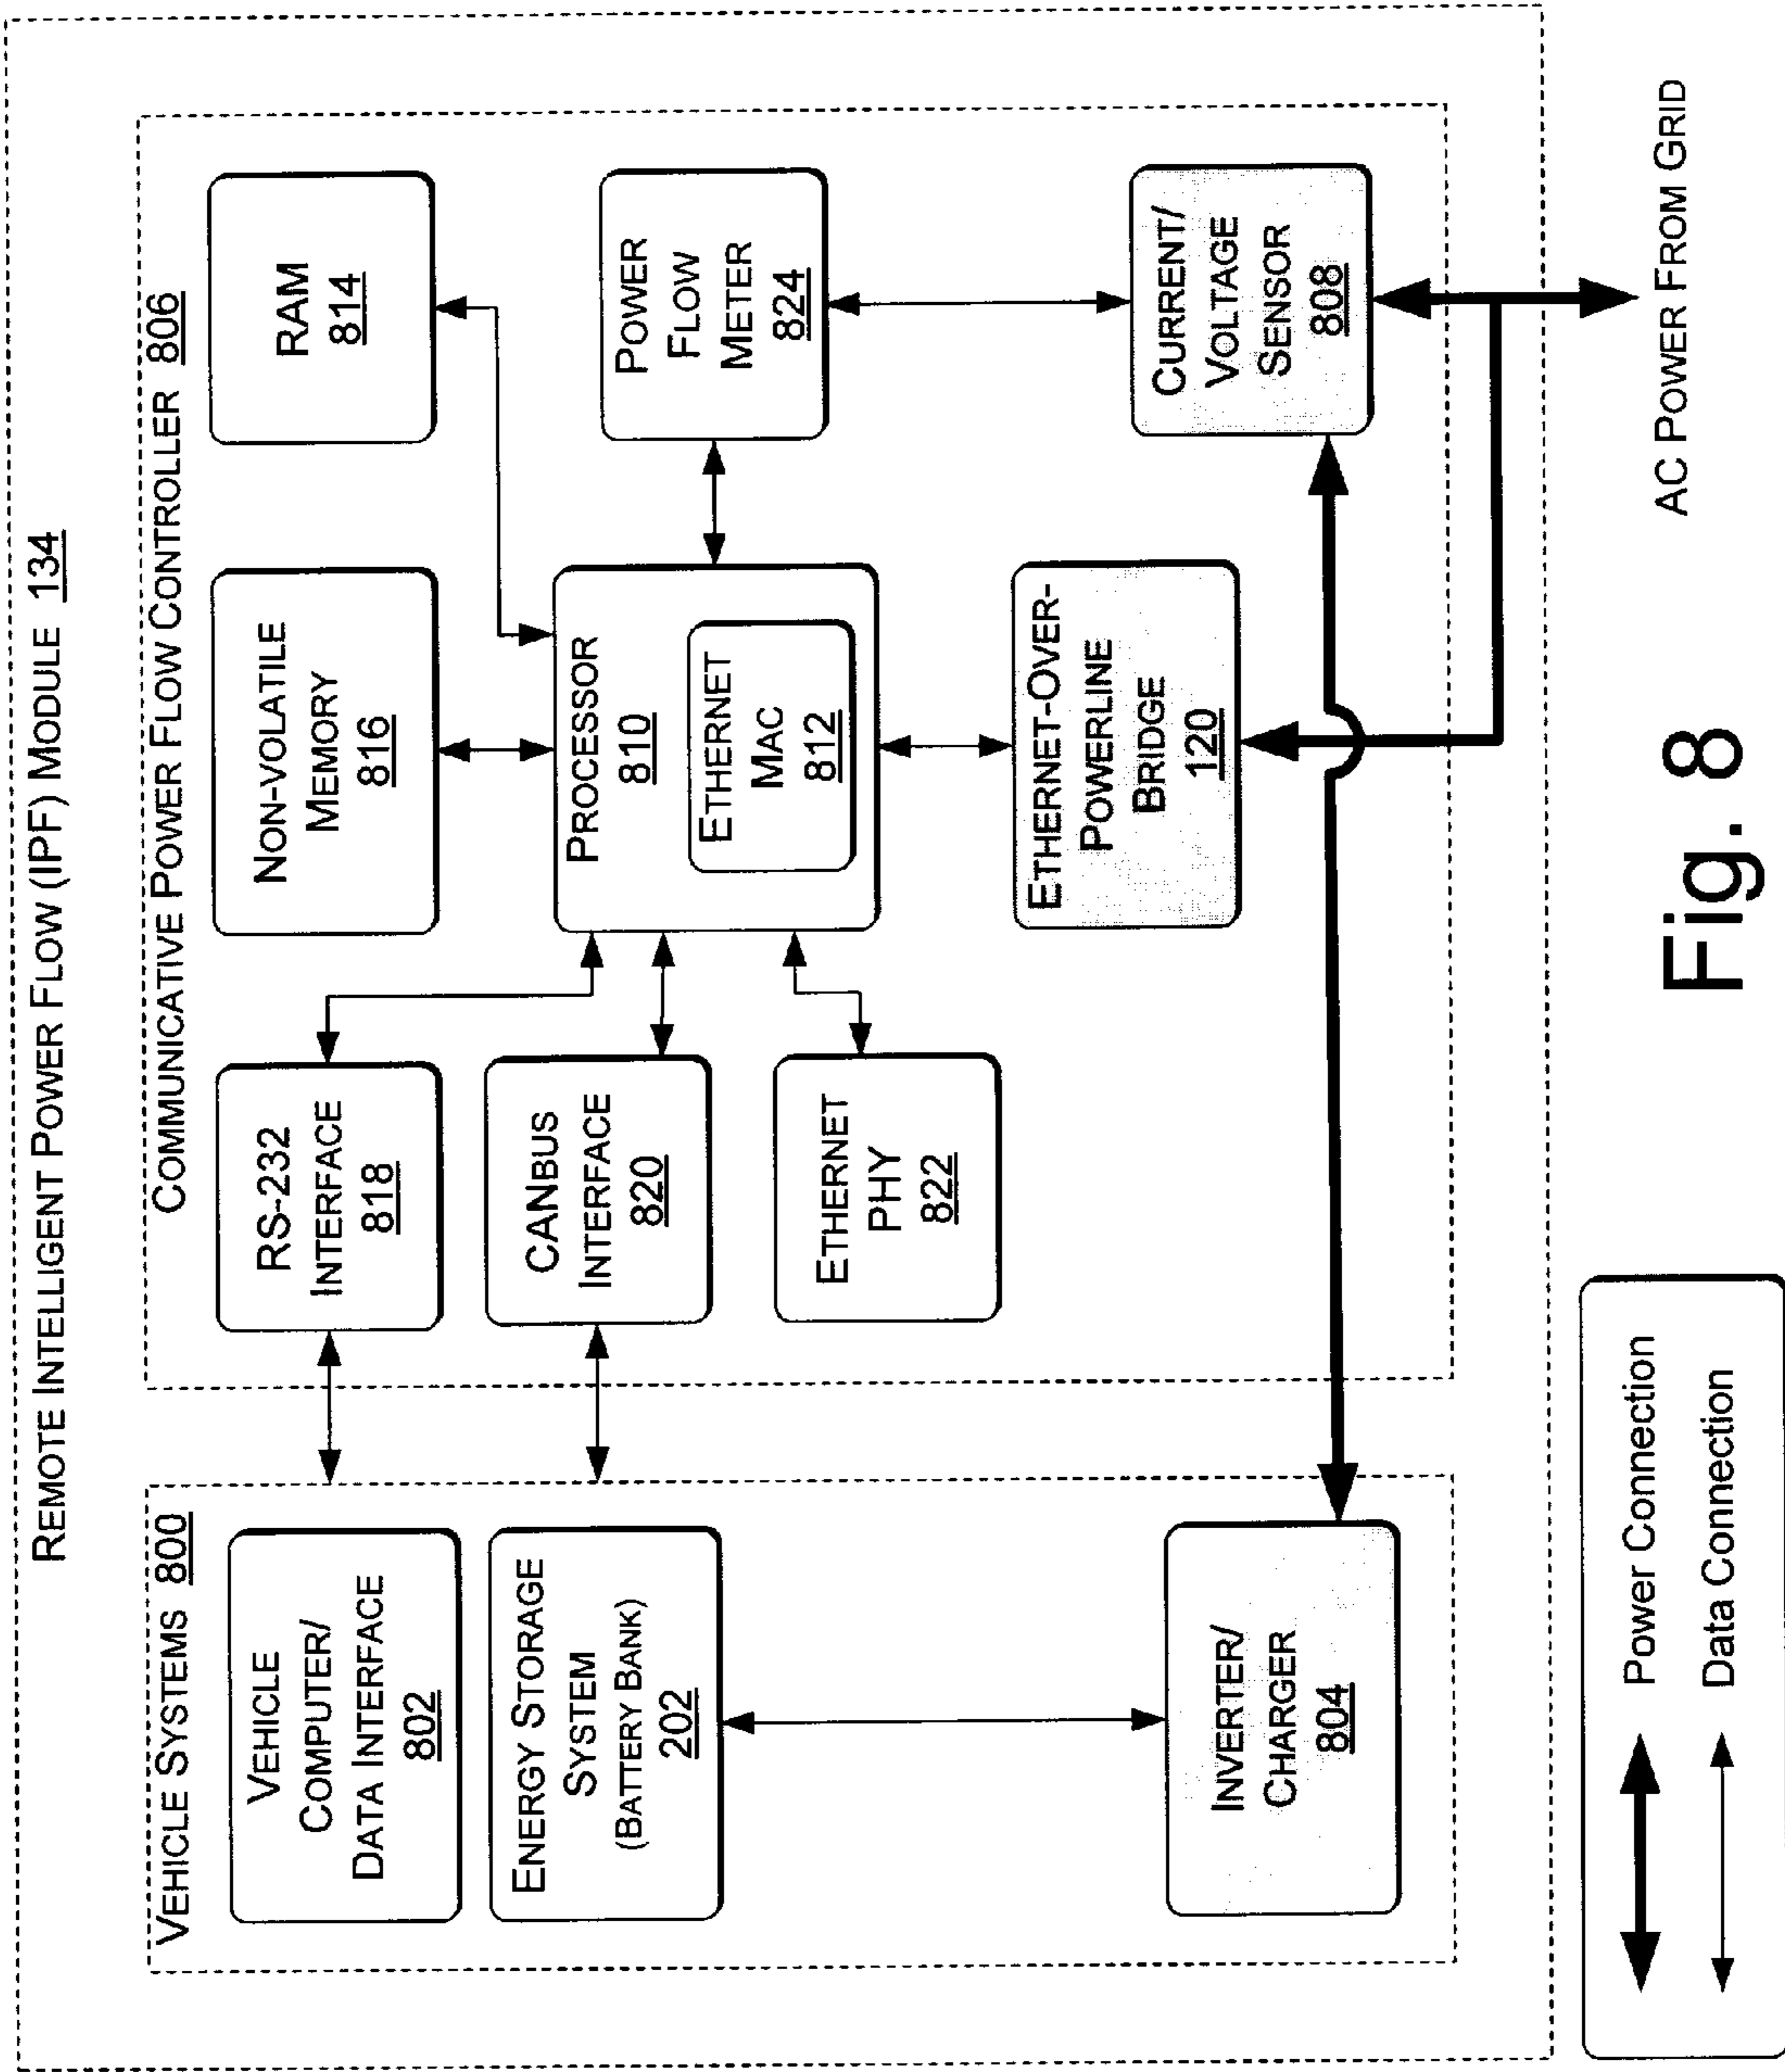 REMOTE INTELLIGENT POWER FLOW (IPF) MODULE 134
VEHICLE SYSTEMS 800
VEHICLE
COMPUTER/
DATA INTERFACE
802
ENERGY STORAGE
SYSTEM
(BATTERY BANK)
202
INVERTER/
CHARGER
804
COMMUNICATIVE POWER FLOW CONTROLLER 806
RS-232
INTERFACE
818
CANBUS
INTERFACE
820
ETHERNET
PHY
822
NON-VOLATILE
MEMORY
816
PROCESSOR
810
ETHERNET
MAC
812
ETHERNET-OVER-
POWERLINE
BRIDGE
120
RAM
814
POWER
FLOW
METER
824
CURRENT/
VOLTAGE
SENSOR
808
AC POWER FROM GRID
Power Connection
Data Connection
Fig. 8